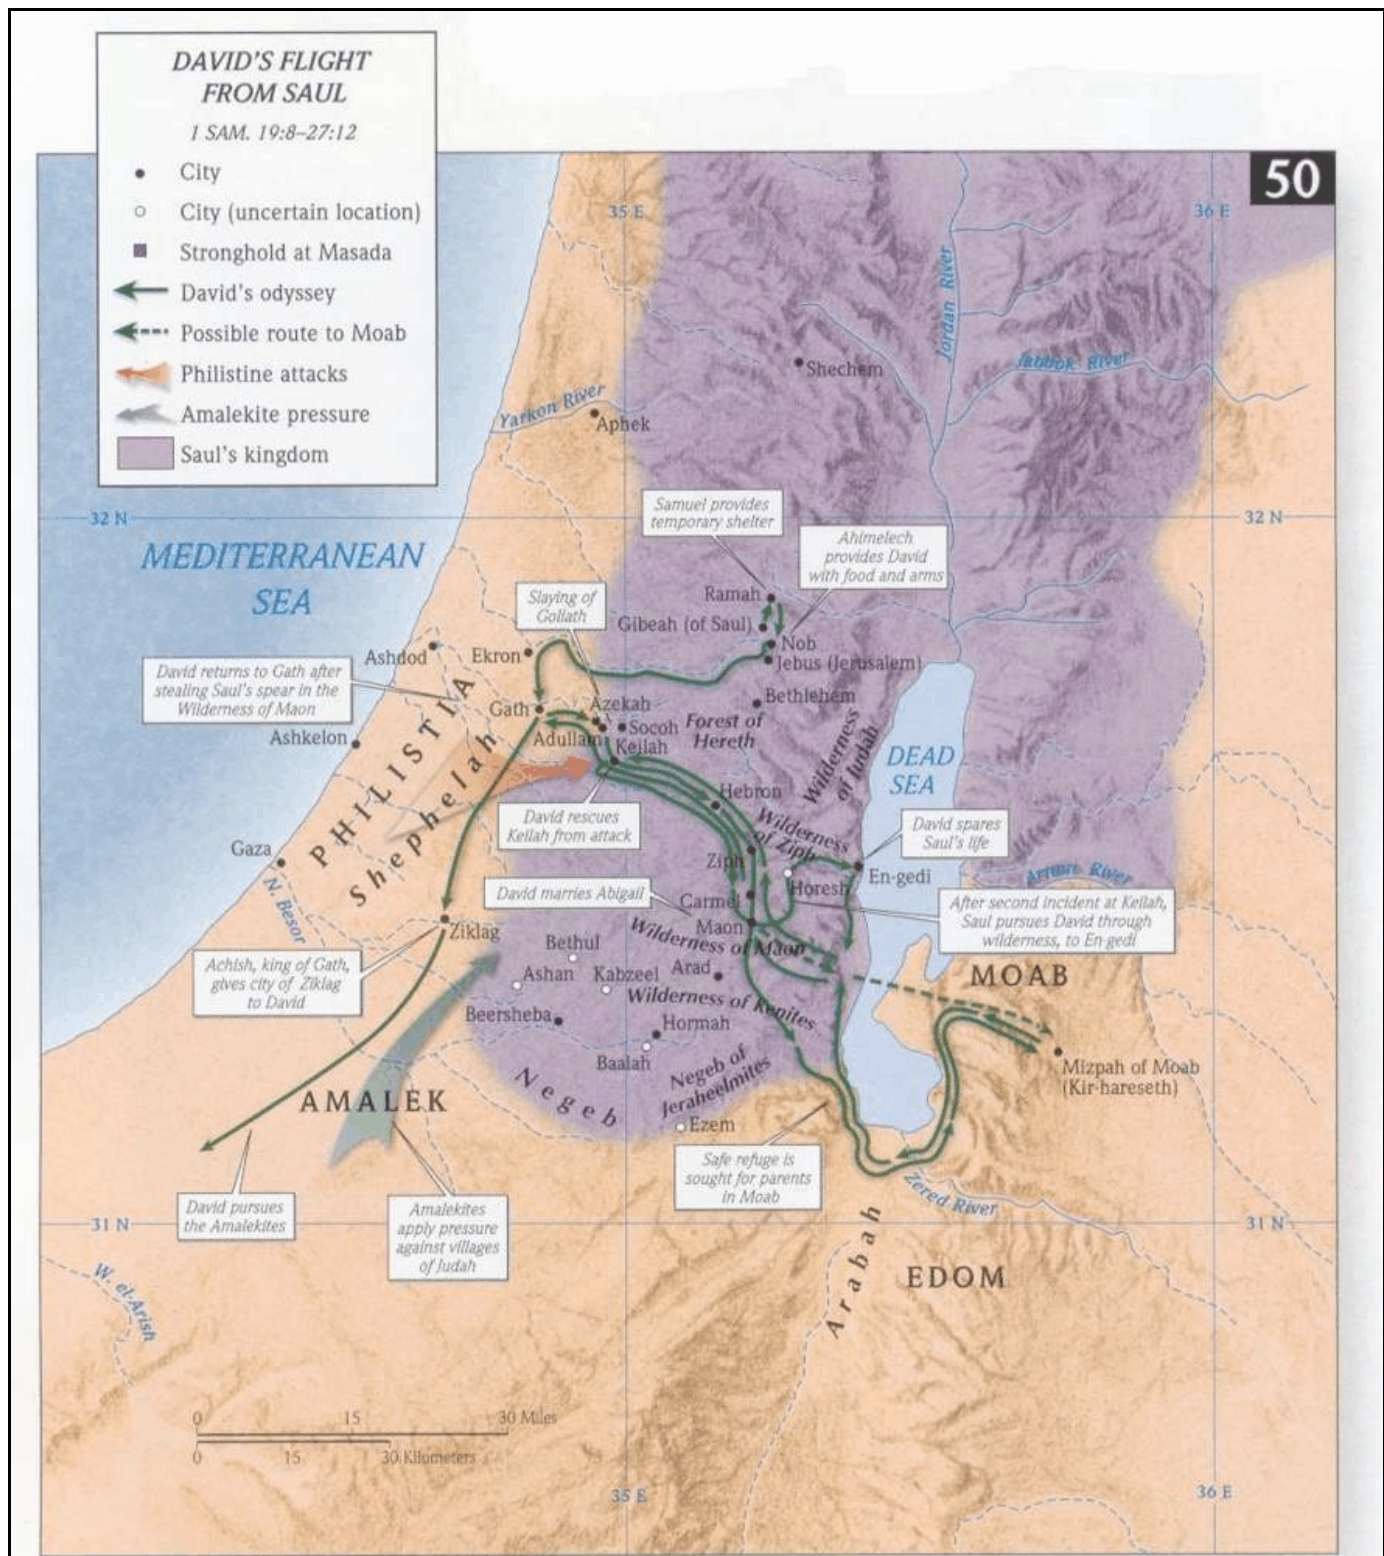 DAVID'S FLIGHT
FROM SAUL
1 SAM. 19:8–27:12
City
City (uncertain location)
Stronghold at Masada
David's odyssey
Possible route to Moab
Philistine attacks
Amalekite pressure
Saul's kingdom
50
35 E
36 E
Jordan River
Jabbok River
Shechem
Yarkon River
Aphek
32 N
32 N
Samuel provides
temporary shelter
Ahimelech
provides David
with food and arms
MEDITERRANEAN
SEA
Slaying of
Goliath
Ramah
Gibeah (of Saul)
Nob
Jebus (Jerusalem)
Ashdod
Ekron
David returns to Gath after
stealing Saul's spear in the
Wilderness of Maon
Bethlehem
Gath
Azekah
Socoh
Forest of
Hereth
Adullam
Keilah
Ashkelon
PHILISTIA
Shephelah
Wilderness
of Judah
DEAD
SEA
Hebron
David rescues
Keilah from attack
Wilderness
of Ziph
David spares
Saul's life
Gaza
Ziph
Horesh
En-gedi
Arnon River
N. Besor
David marries Abigail
Carmel
Maon
After second incident at Keilah,
Saul pursues David through
wilderness, to En-gedi
Ziklag
Wilderness of Maon
Bethul
Achish, king of Gath,
gives city of Ziklag
to David
Ashan
Kabzeel
Arad
MOAB
Wilderness of Kenites
Beersheba
Hormah
Baalah
Mizpah of Moab
(Kir-hareseth)
Negeb
Negeb of
Jeraheelmites
AMALEK
Ezem
Safe refuge is
sought for parents
in Moab
Zered River
David pursues
the Amalekites
Amalekites
apply pressure
against villages
of Judah
31 N
31 N
Arabah
EDOM
W. el-Arish
0
15
30 Miles
0
15
30 Kilometers
35 E
36 E